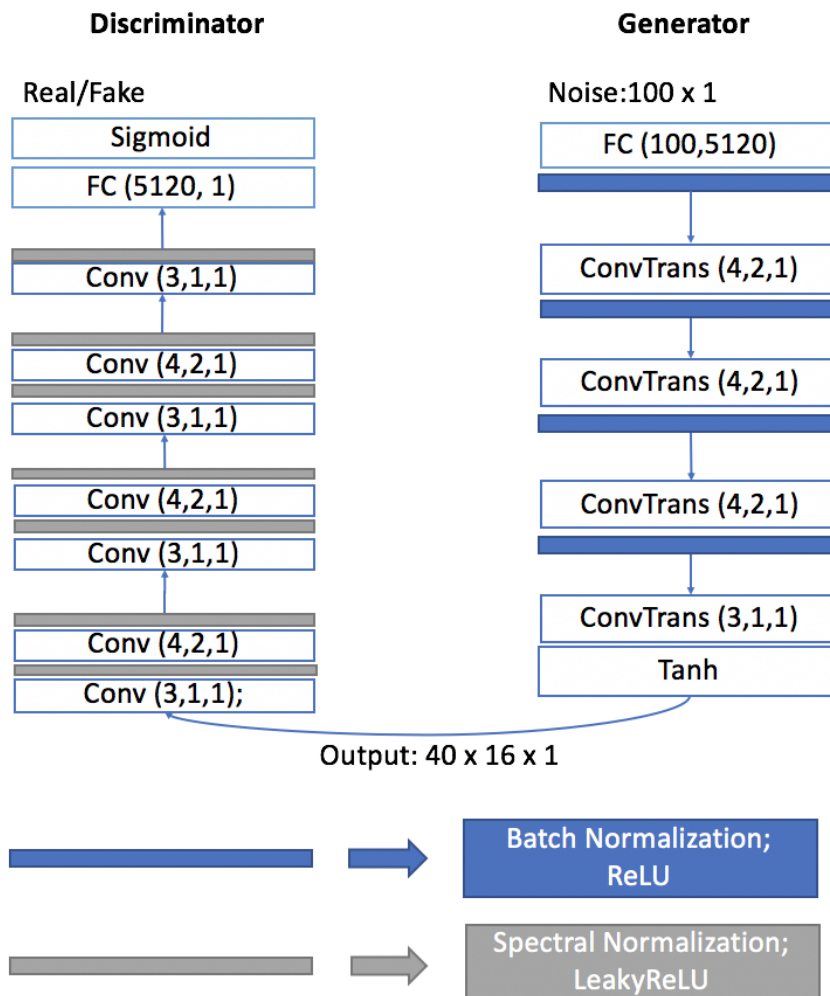 Discriminator
Real/Fake
Sigmoid
FC (5120, 1)
Conv (3,1,1)
Conv (4,2,1)
Conv (3,1,1)
Conv (4,2,1)
Conv (3,1,1)
Conv (4,2,1)
Conv (3,1,1);
Generator
Noise:100 x 1
FC (100,5120)
ConvTrans (4,2,1)
ConvTrans (4,2,1)
ConvTrans (4,2,1)
ConvTrans (3,1,1)
Tanh
Output: 40 x 16 x 1
Batch Normalization;
ReLU
Spectral Normalization;
LeakyReLU